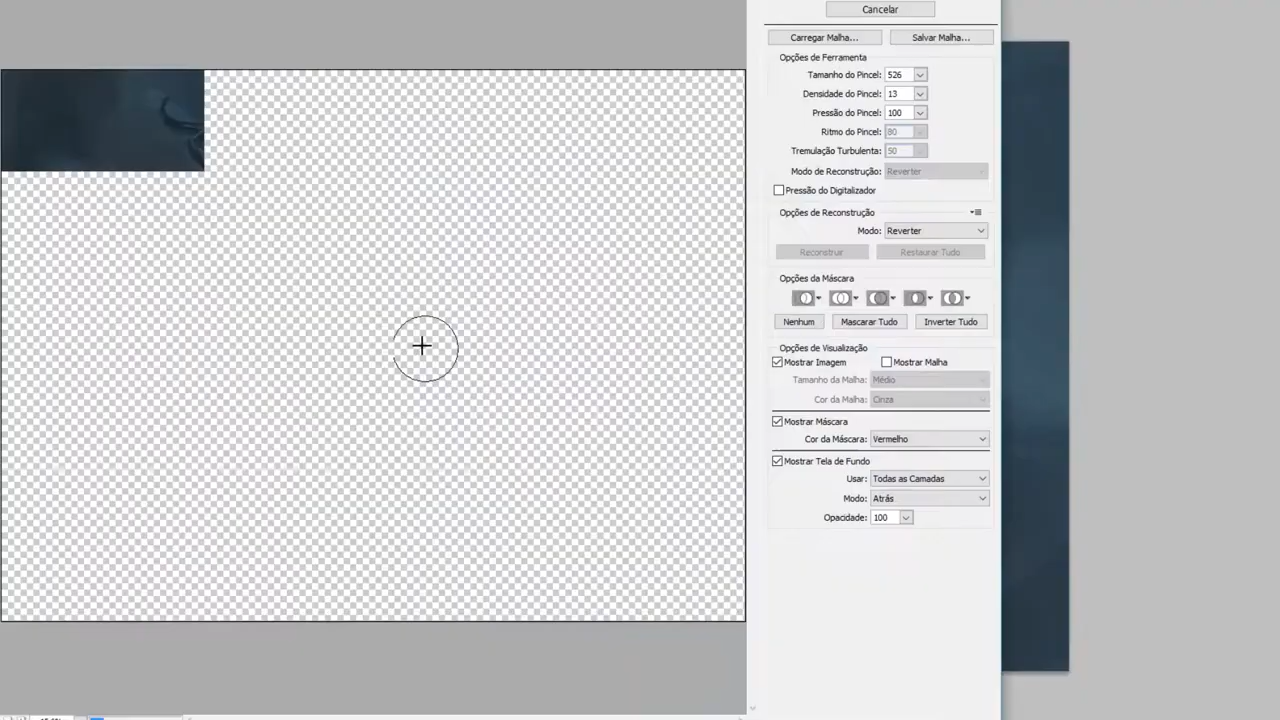 Cancelar
Carregar Malha... Salvar Malha...
Opções de Ferramenta
Tamanho do Pincel: 526
Densidade do Pincel: 13
Pressão do Pincel: 100
Ritmo do Pincel: 80
Tremulação Turbulenta: 50
Modo de Reconstrução: Reverter
Pressão do Digitalizador
Opções de Reconstrução
Modo: Reverter
Reconstruir Restaurar Tudo
Opções da Máscara
Nenhum Mascarar Tudo Inverter Tudo
Opções de Visualização
Mostrar Imagem Mostrar Malha
Tamanho da Malha: Médio
Cor da Malha: Cinza
Mostrar Máscara
Cor da Máscara: Vermelho
Mostrar Tela de Fundo
Usar: Todas as Camadas
Modo: Atrás
Opacidade: 100